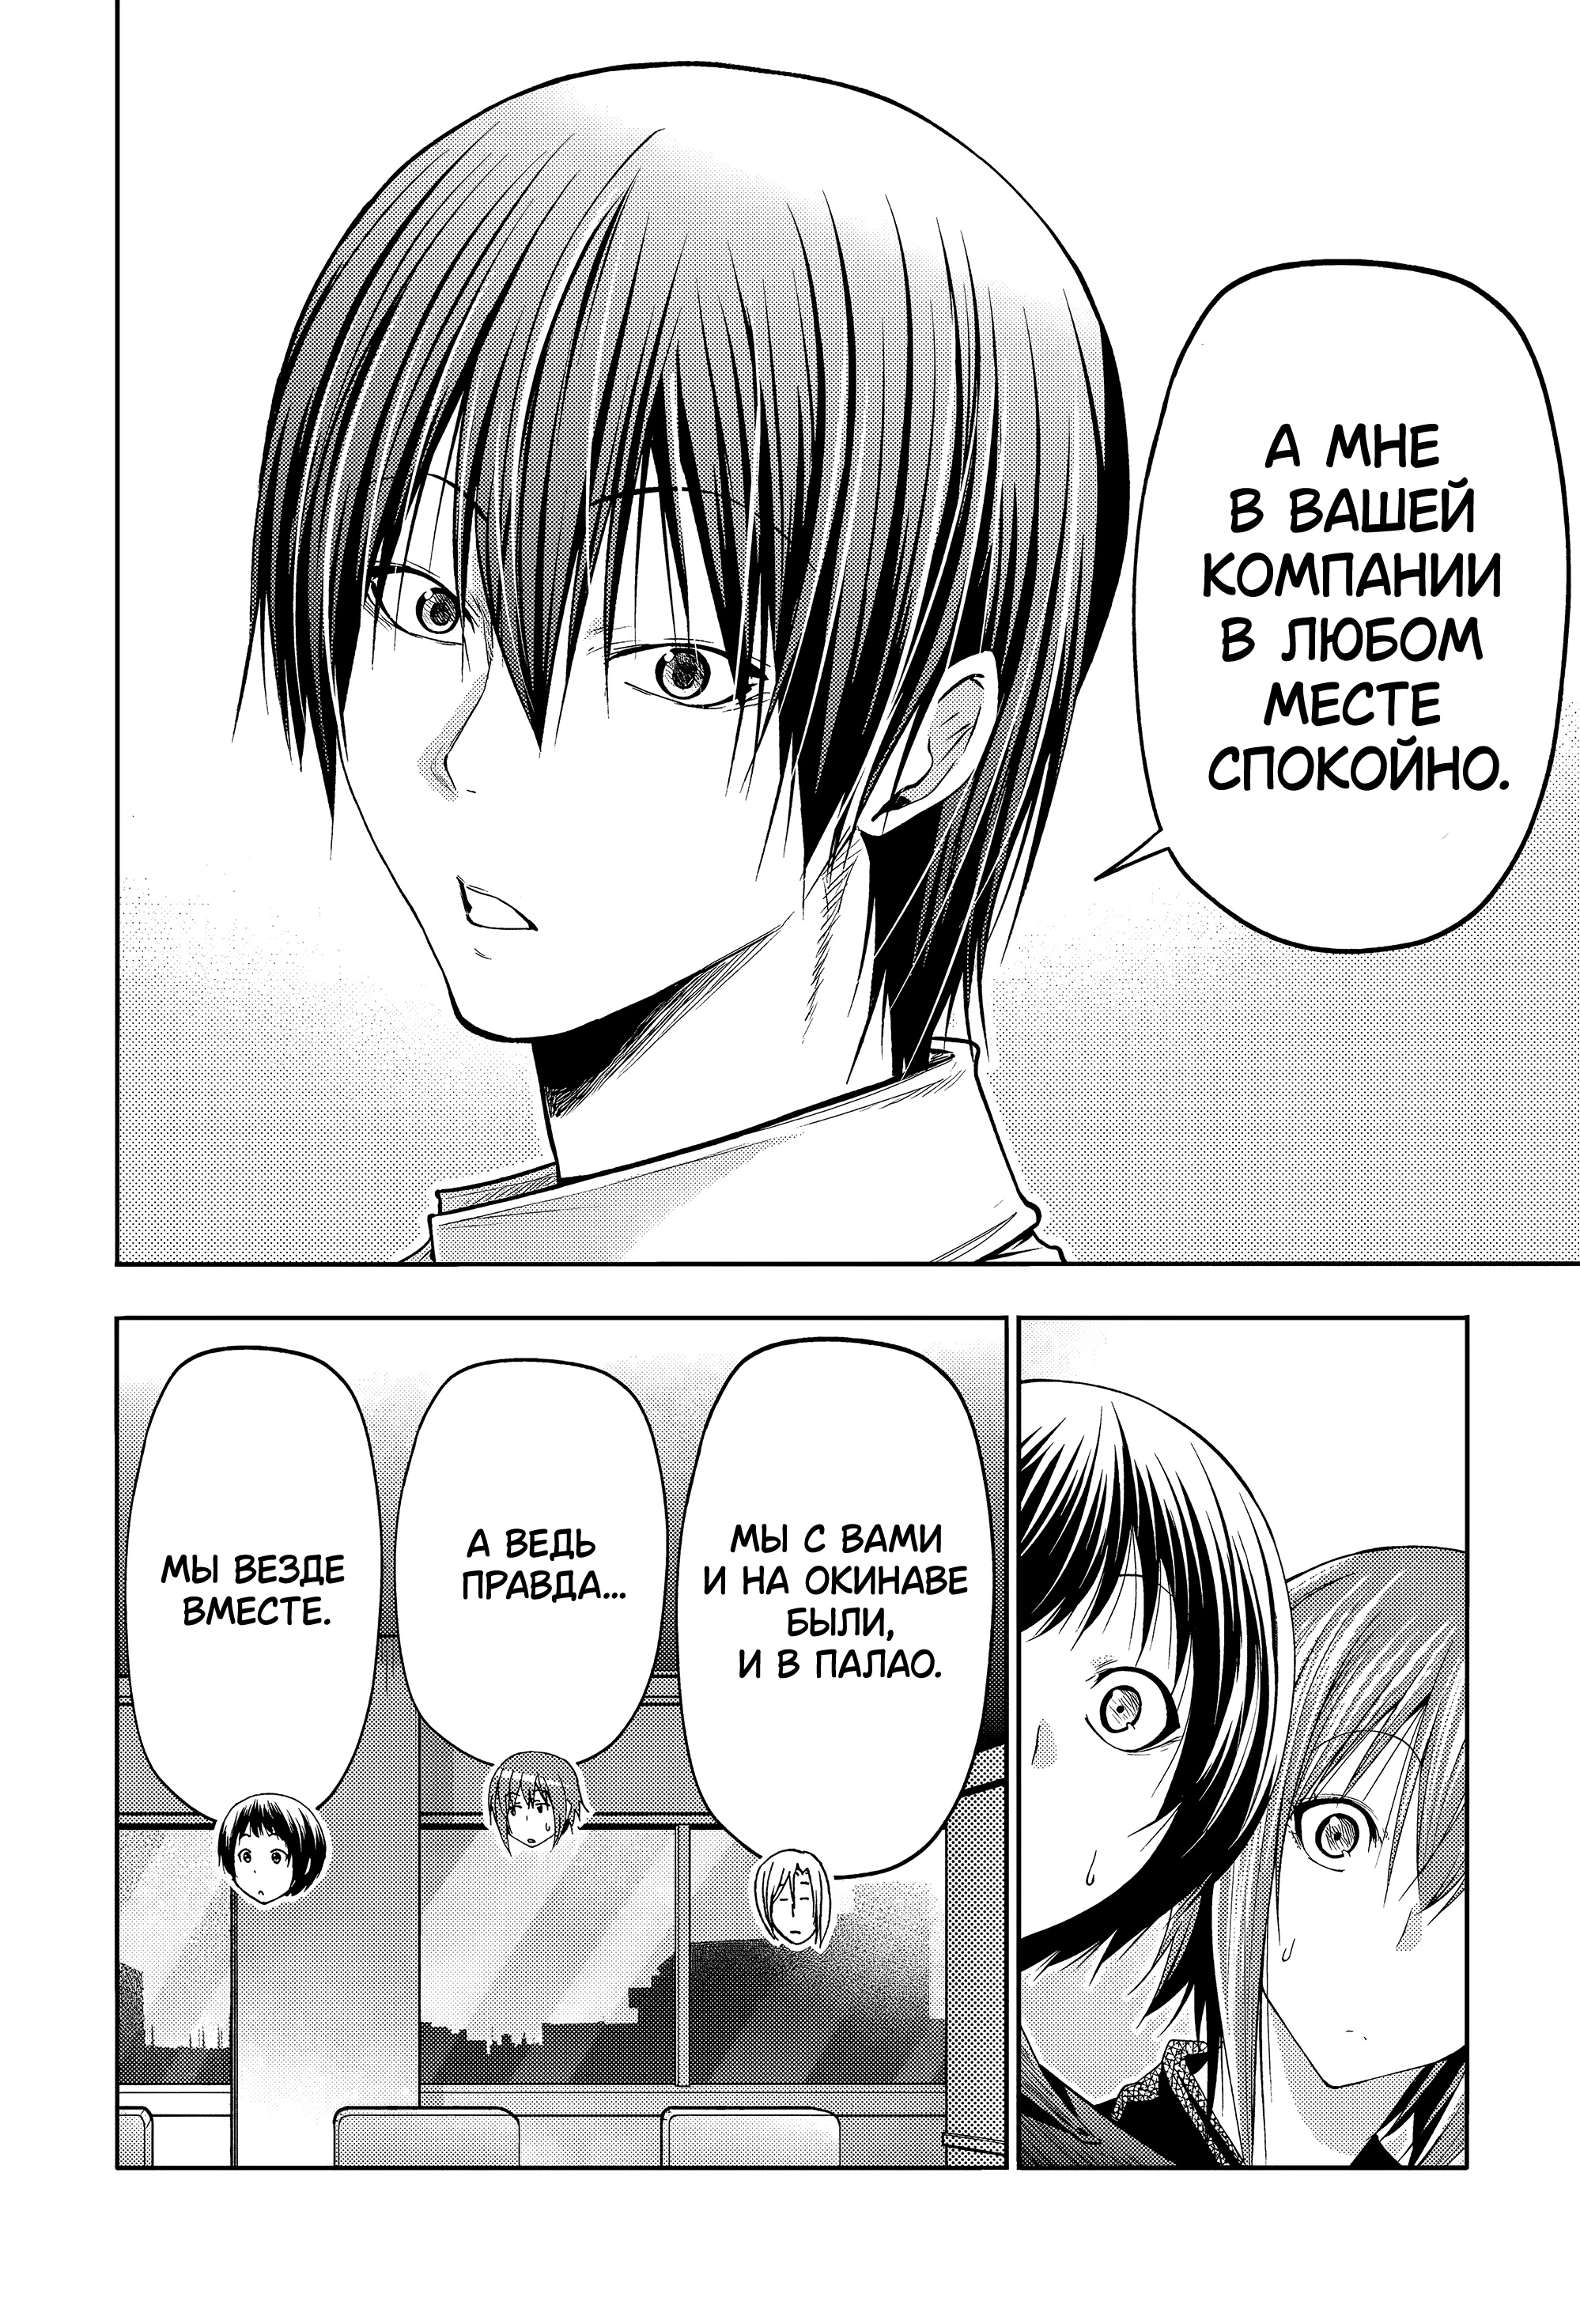 А МНЕ
В ВАШЕЙ
КОМПАНИИ
В ЛЮБОМ
МЕСТЕ
СПОКОЙНО.
МЫ С ВАМИ
И НА ОКИНАВЕ
БЫЛИ,
И В ПАЛАО.
А ВЕДЬ
ПРАВДА...
МЫ ВЕЗДЕ
ВМЕСТЕ.